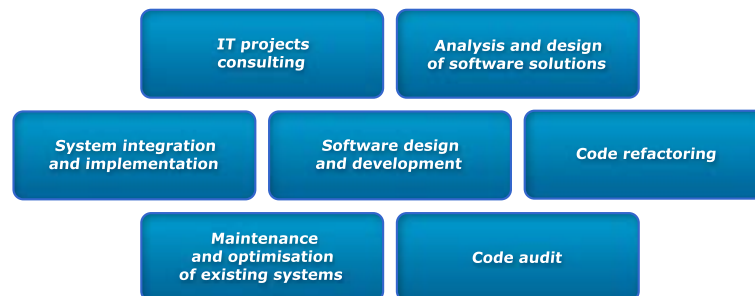 IT projects
consulting
Analysis and design
of software solutions
System integration
and implementation
Software design
and development
Code refactoring
Maintenance
and optimisation
of existing systems
Code audit